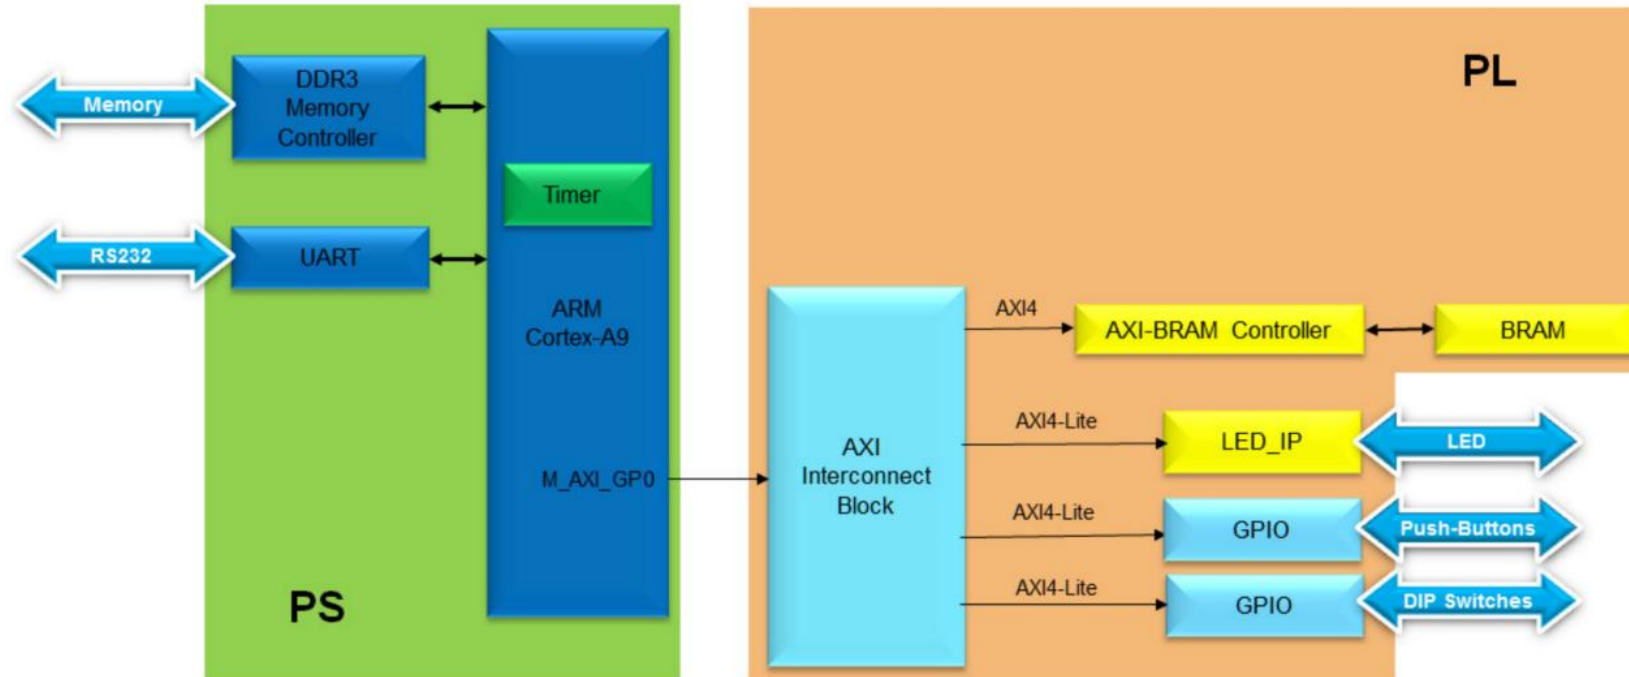 PL
DDR3
Memory
Controller
Memory
Timer
RS232
UART
ARM
Cortex-A9
AXI4
AXI-BRAM Controller
BRAM
AXI4-Lite
LED_IP
LED
AXI
Interconnect
Block
M_AXI_GP0
AXI4-Lite
GPIO
Push-Buttons
AXI4-Lite
GPIO
DIP Switches
PS